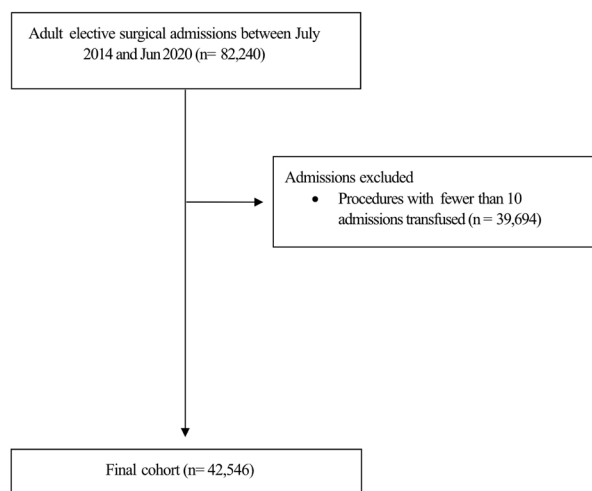 Adult elective surgical admissions between July
2014 and Jun 2020 (n= 82,240)
Admissions excluded
• Procedures with fewer than 10
admissions transfused (n = 39,694)
Final cohort (n= 42,546)